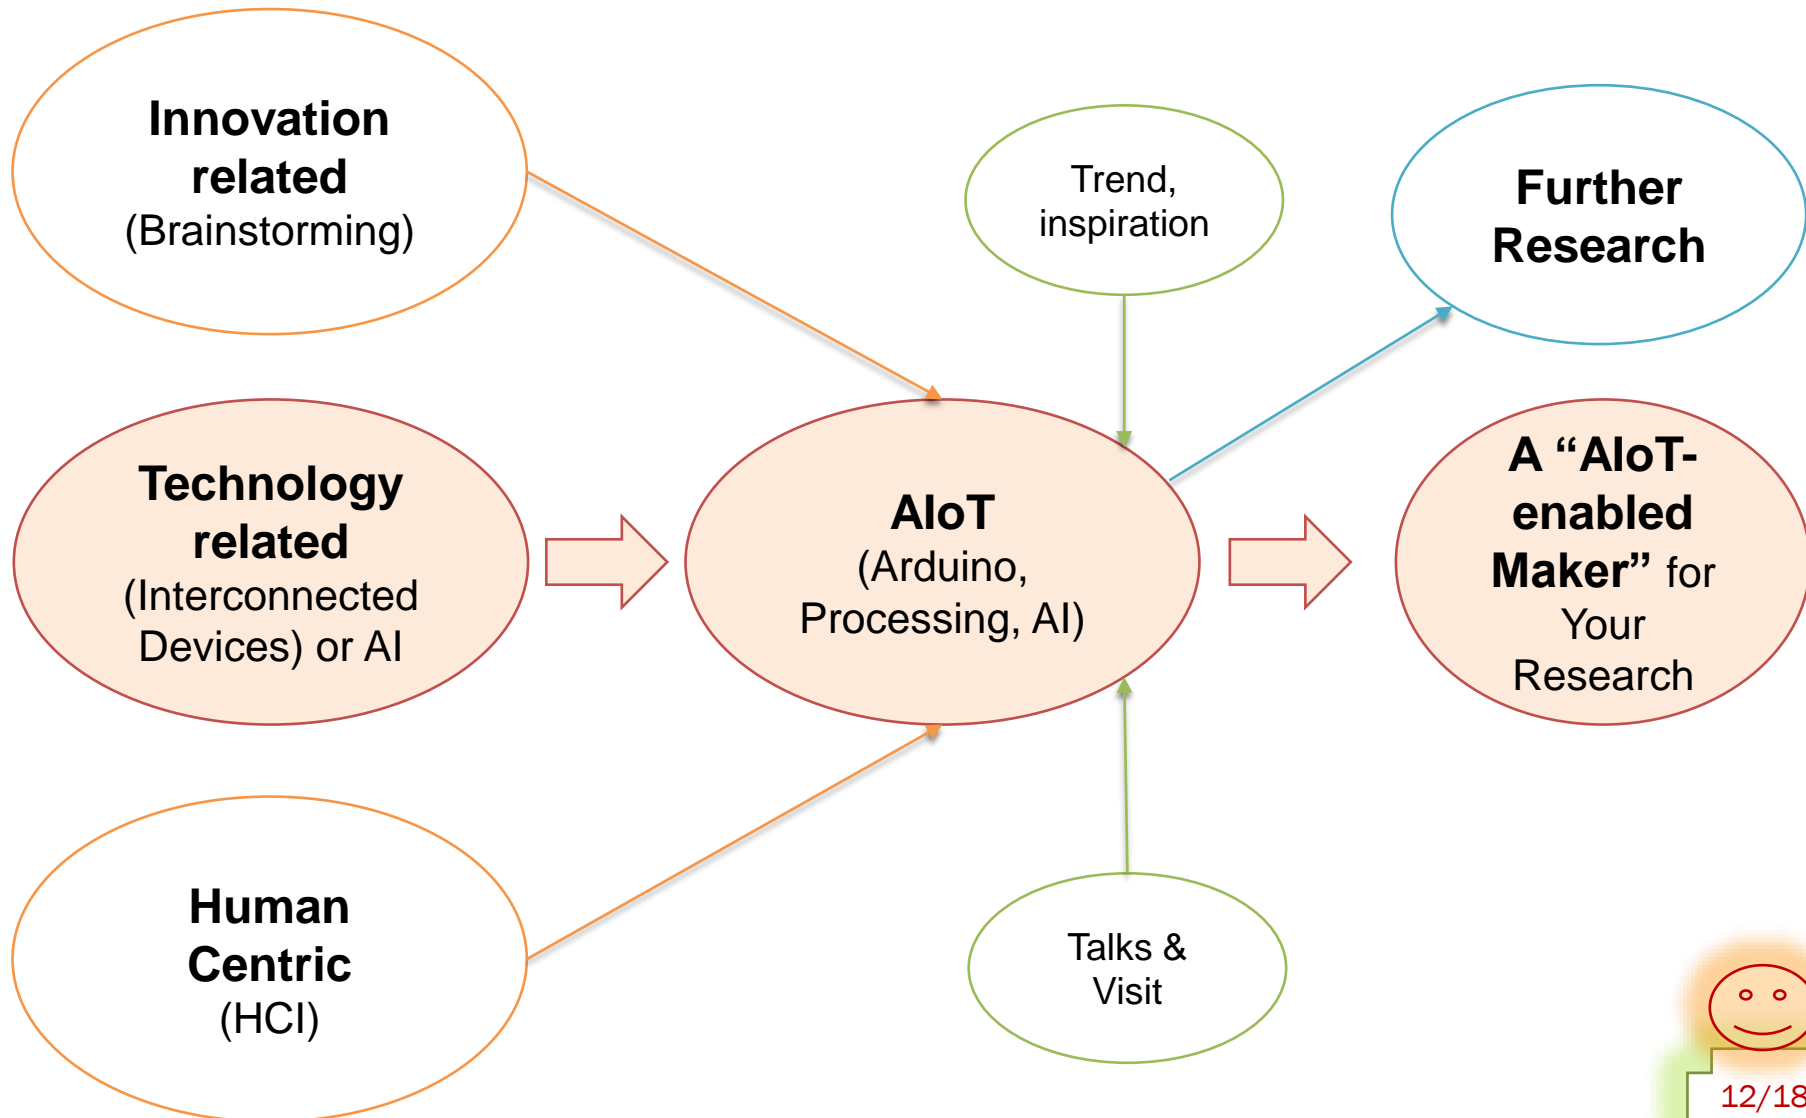 Innovation
related
(Brainstorming)
Trend,
inspiration
Further
Research
Technology
related
(Interconnected
Devices) or AI
AIoT
(Arduino,
Processing, AI)
A “AIoT-
enabled
Maker” for
Your
Research
Human
Centric
(HCI)
Talks &
Visit
12/18